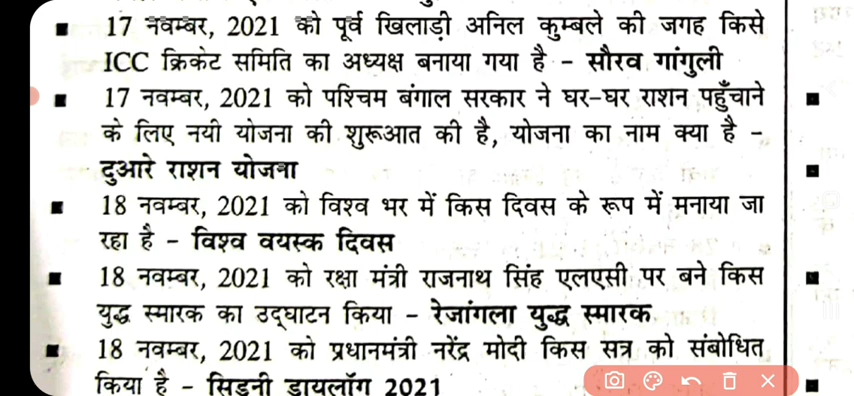 17 नवम्बर, 2021 को पूर्व खिलाड़ी अनिल कुम्बले की जगह किसे
ICC क्रिकेट समिति का अध्यक्ष बनाया गया है - सौरव गांगुली
17 नवम्बर, 2021 को पश्चिम बंगाल सरकार ने घर-घर राशन पहुँचाने
के लिए नयी योजना की शुरूआत की है, योजना का नाम क्या है -
दुआरे राशन योजना
18 नवम्बर, 2021 को विश्व भर में किस दिवस के रूप में मनाया जा
रहा है - विश्व वयस्क दिवस
18 नवम्बर, 2021 को रक्षा मंत्री राजनाथ सिंह एलएसी पर बने किस
युद्ध स्मारक का उद्घाटन किया - रेजांगला युद्ध स्मारक
18 नवम्बर, 2021 को प्रधानमंत्री नरेंद्र मोदी किस सत्र को संबोधित
किया है - सिडनी डायलॉग 2021